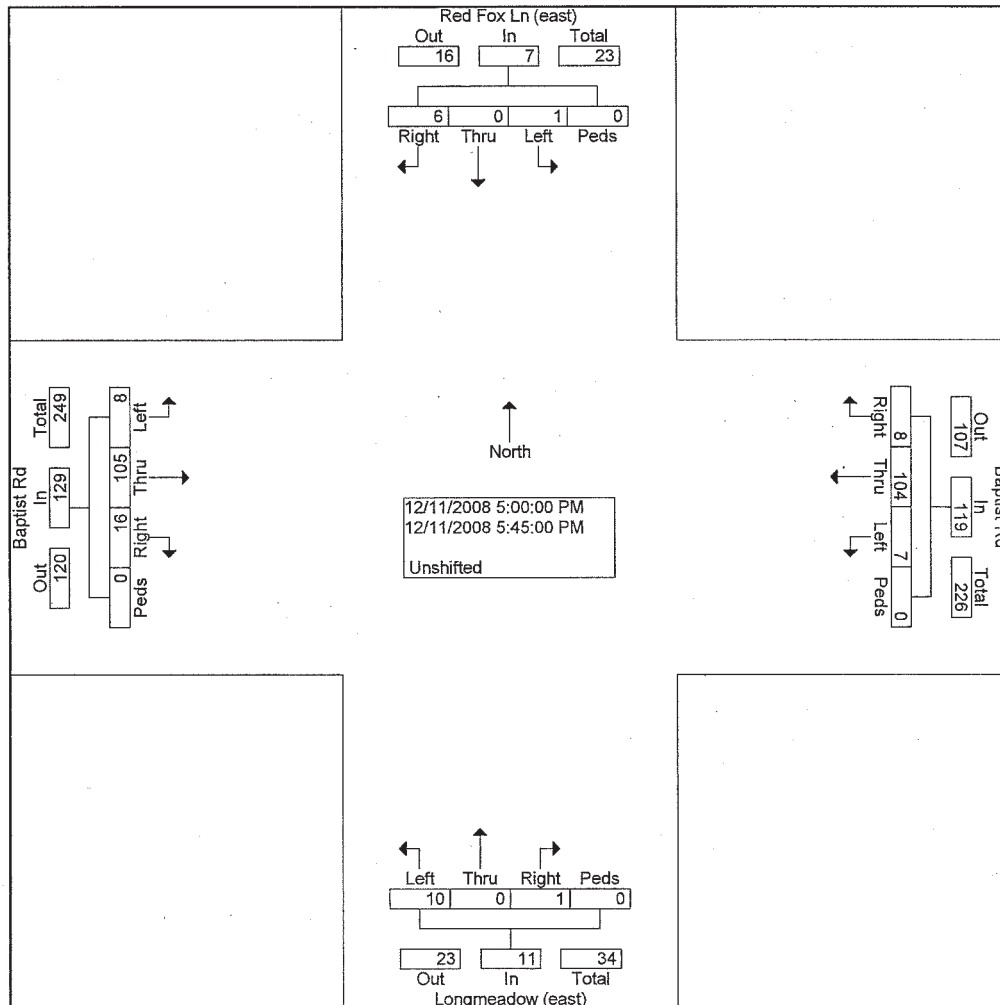 Red Fox Ln (east)
Out In Total
16 7 23
6 0 1 0
Right Thru Left Peds
Baptist Rd
Total In Out
249 129 120
8 105 16 0
Left Thru Right Peds
North
12/11/2008 5:00:00 PM
12/11/2008 5:45:00 PM
Unshifted
Right Thru Left Peds
8 104 7 0
Out In Total
107 119 226
Baptist Rd
Left Thru Right Peds
10 0 1 0
23 11 34
Out In Total
Longmeadow (east)